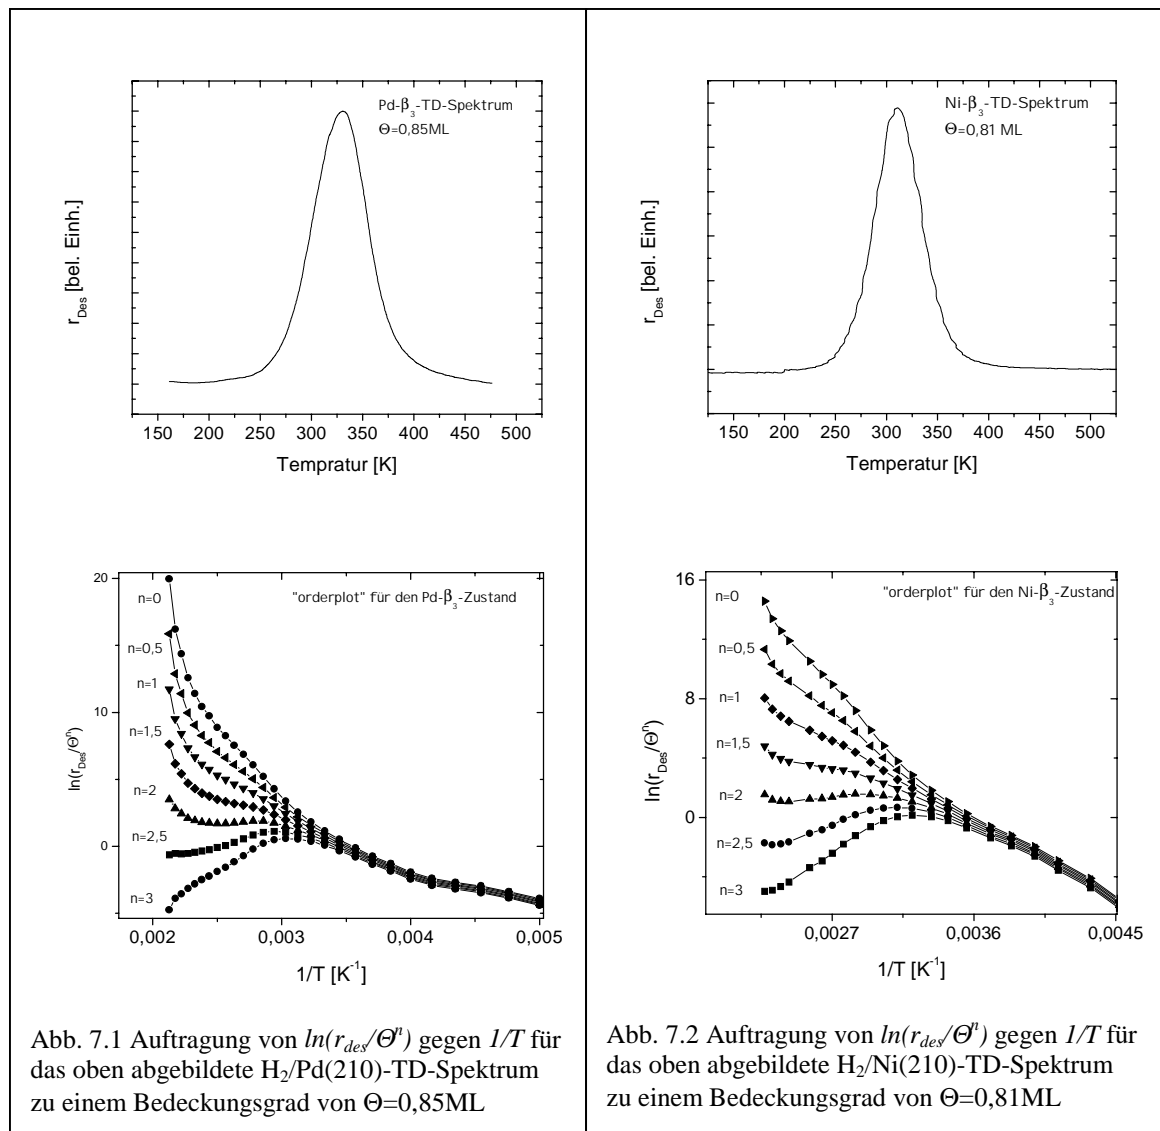 Pd-β₃-TD-Spektrum
Θ=0,85ML
r_Des [bel. Einh.]
150 200 250 300 350 400 450 500
Tempratur [K]
Ni-β₃-TD-Spektrum
Θ=0,81 ML
r_Des [bel. Einh.]
150 200 250 300 350 400 450 500
Temperatur [K]
"orderplot" für den Pd-β₃-Zustand
20
10
0
n=0
n=0,5
n=1
n=1,5
n=2
n=2,5
n=3
ln(r_Des/Θⁿ)
0,002 0,003 0,004 0,005
1/T [K⁻¹]
"orderplot" für den Ni-β₃-Zustand
16
8
0
n=0
n=0,5
n=1
n=1,5
n=2
n=2,5
n=3
ln(r_Des/Θⁿ)
0,0027 0,0036 0,0045
1/T [K⁻¹]
Abb. 7.1 Auftragung von ln(r_des/Θⁿ) gegen 1/T für
das oben abgebildete H₂/Pd(210)-TD-Spektrum
zu einem Bedeckungsgrad von Θ=0,85ML
Abb. 7.2 Auftragung von ln(r_des/Θⁿ) gegen 1/T für
das oben abgebildete H₂/Ni(210)-TD-Spektrum
zu einem Bedeckungsgrad von Θ=0,81ML